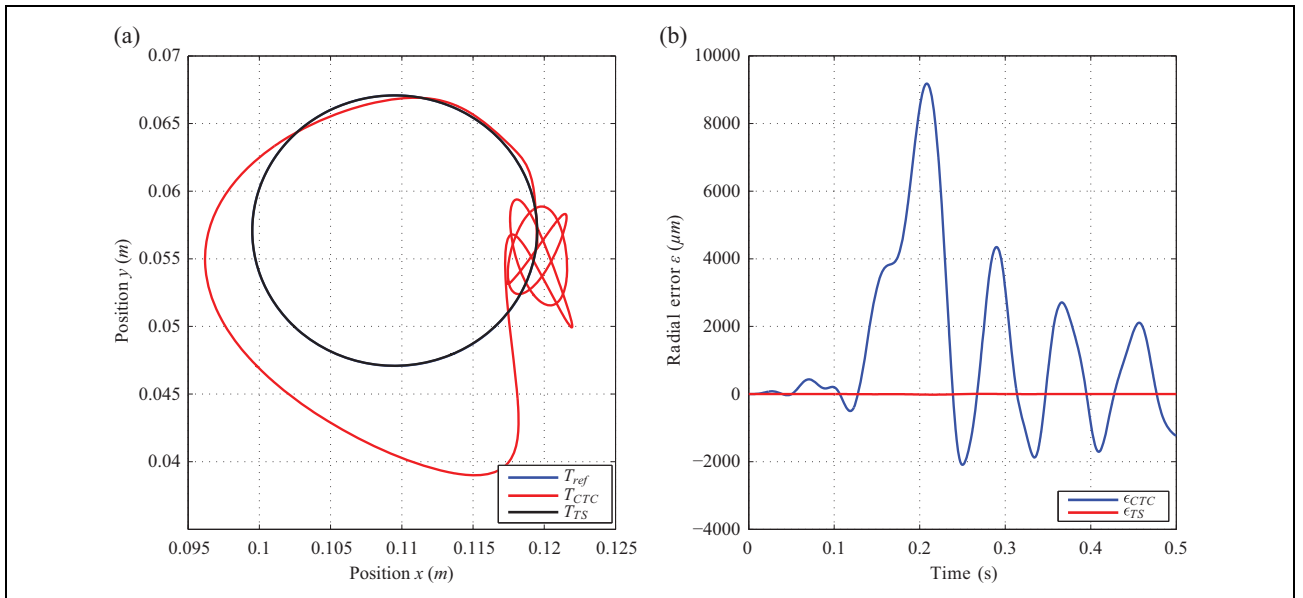 (a)
0.07
0.065
0.06
0.055
0.05
0.045
0.04
0.095
0.1
0.105
0.11
0.115
0.12
0.125
Position y (m)
Position x (m)
T_ref
T_CTC
T_TS
(b)
10000
8000
6000
4000
2000
0
−2000
−4000
0
0.1
0.2
0.3
0.4
0.5
Radial error ε (μm)
Time (s)
ϵ_CTC
ϵ_TS